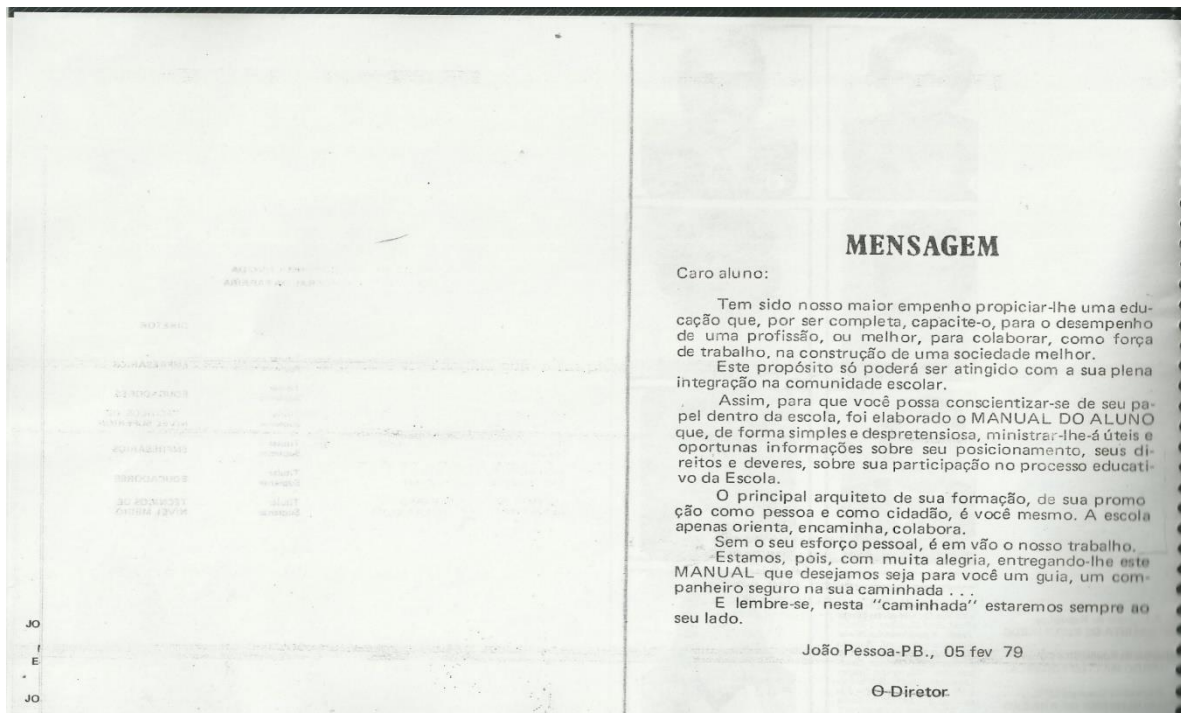 JO
E
JO
MENSAGEM
Caro aluno:
Tem sido nosso maior empenho propiciar-lhe uma edu-
cação que, por ser completa, capacite-o, para o desempenho
de uma profissão, ou melhor, para colaborar, como força
de trabalho, na construção de uma sociedade melhor.
Este propósito só poderá ser atingido com a sua plena
integração na comunidade escolar.
Assim, para que você possa conscientizar-se de seu pa-
pel dentro da escola, foi elaborado o MANUAL DO ALUNO
que, de forma simples e despretensiosa, ministrar-lhe-á úteis e
oportunas informações sobre seu posicionamento, seus di-
reitos e deveres, sobre sua participação no processo educati-
vo da Escola.
O principal arquiteto de sua formação, de sua promo
ção como pessoa e como cidadão, é você mesmo. A escola
apenas orienta, encaminha, colabora.
Sem o seu esforço pessoal, é em vão o nosso trabalho.
Estamos, pois, com muita alegria, entregando-lhe este
MANUAL que desejamos seja para você um guia, um com-
panheiro seguro na sua caminhada . . .
E lembre-se, nesta "caminhada" estaremos sempre ao
seu lado.
João Pessoa-PB., 05 fev 79
O Diretor